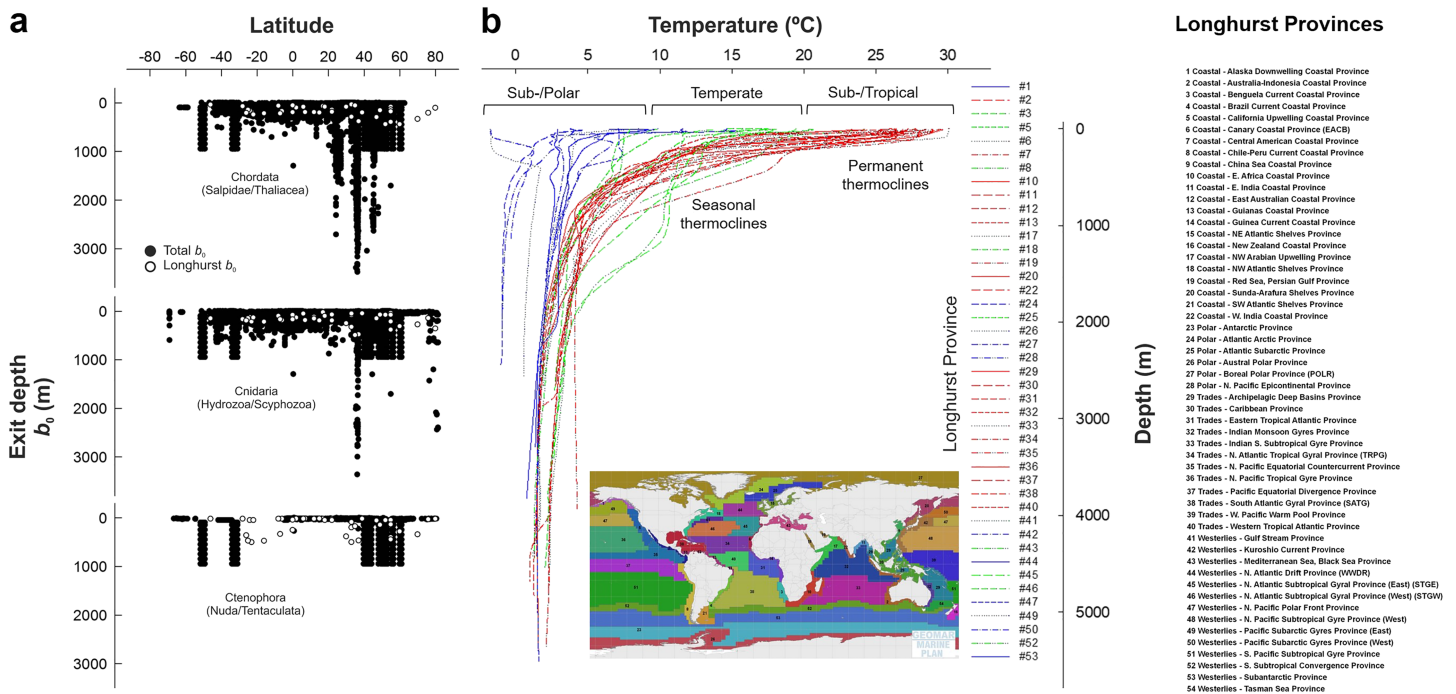 a
Latitude
-80 -60 -40 -20 0 20 40 60 80
Exit depth
b0 (m)
0
1000
2000
3000
Chordata
(Salpidae/Thaliacea)
Total b0
Longhurst b0
0
1000
2000
3000
4000
Cnidaria
(Hydrozoa/Scyphozoa)
0
1000
2000
3000
Ctenophora
(Nuda/Tentaculata)
b
Temperature (ºC)
0 5 10 15 20 25 30
Sub-/Polar
Temperate
Sub-/Tropical
Permanent
thermoclines
Seasonal
thermoclines
Longhurst Province
#1
#2
#3
#5
#6
#7
#8
#10
#11
#12
#13
#17
#18
#19
#20
#22
#24
#25
#26
#27
#28
#29
#30
#31
#32
#33
#34
#35
#36
#37
#38
#40
#41
#42
#43
#44
#45
#46
#47
#49
#50
#52
#53
Depth (m)
0
1000
2000
3000
4000
5000
GEOMAR
MARINE
PLAN
Longhurst Provinces
1 Coastal - Alaska Downwelling Coastal Province
2 Coastal - Australia-Indonesia Coastal Province
3 Coastal - Benguela Current Coastal Province
4 Coastal - Brazil Current Coastal Province
5 Coastal - California Upwelling Coastal Province
6 Coastal - Canary Coastal Province (EACB)
7 Coastal - Central American Coastal Province
8 Coastal - Chile-Peru Current Coastal Province
9 Coastal - China Sea Coastal Province
10 Coastal - E. Africa Coastal Province
11 Coastal - E. India Coastal Province
12 Coastal - East Australian Coastal Province
13 Coastal - Guianas Coastal Province
14 Coastal - Guinea Current Coastal Province
15 Coastal - NE Atlantic Shelves Province
16 Coastal - New Zealand Coastal Province
17 Coastal - NW Arabian Upwelling Province
18 Coastal - NW Atlantic Shelves Province
19 Coastal - Red Sea, Persian Gulf Province
20 Coastal - Sunda-Arafura Shelves Province
21 Coastal - SW Atlantic Shelves Province
22 Coastal - W. India Coastal Province
23 Polar - Antarctic Province
24 Polar - Atlantic Arctic Province
25 Polar - Atlantic Subarctic Province
26 Polar - Austral Polar Province
27 Polar - Boreal Polar Province (POLR)
28 Polar - N. Pacific Epicontinental Province
29 Trades - Archipelagic Deep Basins Province
30 Trades - Caribbean Province
31 Trades - Eastern Tropical Atlantic Province
32 Trades - Indian Monsoon Gyres Province
33 Trades - Indian S. Subtropical Gyre Province
34 Trades - N. Atlantic Tropical Gyral Province (TRPG)
35 Trades - N. Pacific Equatorial Countercurrent Province
36 Trades - N. Pacific Tropical Gyre Province
37 Trades - Pacific Equatorial Divergence Province
38 Trades - South Atlantic Gyral Province (SATG)
39 Trades - W. Pacific Warm Pool Province
40 Trades - Western Tropical Atlantic Province
41 Westerlies - Gulf Stream Province
42 Westerlies - Kuroshio Current Province
43 Westerlies - Mediterranean Sea, Black Sea Province
44 Westerlies - N. Atlantic Drift Province (WWDR)
45 Westerlies - N. Atlantic Subtropical Gyral Province (East) (STGE)
46 Westerlies - N. Atlantic Subtropical Gyral Province (West) (STGW)
47 Westerlies - N. Pacific Polar Front Province
48 Westerlies - N. Pacific Subtropical Gyre Province (West)
49 Westerlies - Pacific Subarctic Gyres Province (East)
50 Westerlies - Pacific Subarctic Gyres Province (West)
51 Westerlies - S. Pacific Subtropical Gyre Province
52 Westerlies - S. Subtropical Convergence Province
53 Westerlies - Subantarctic Province
54 Westerlies - Tasman Sea Province